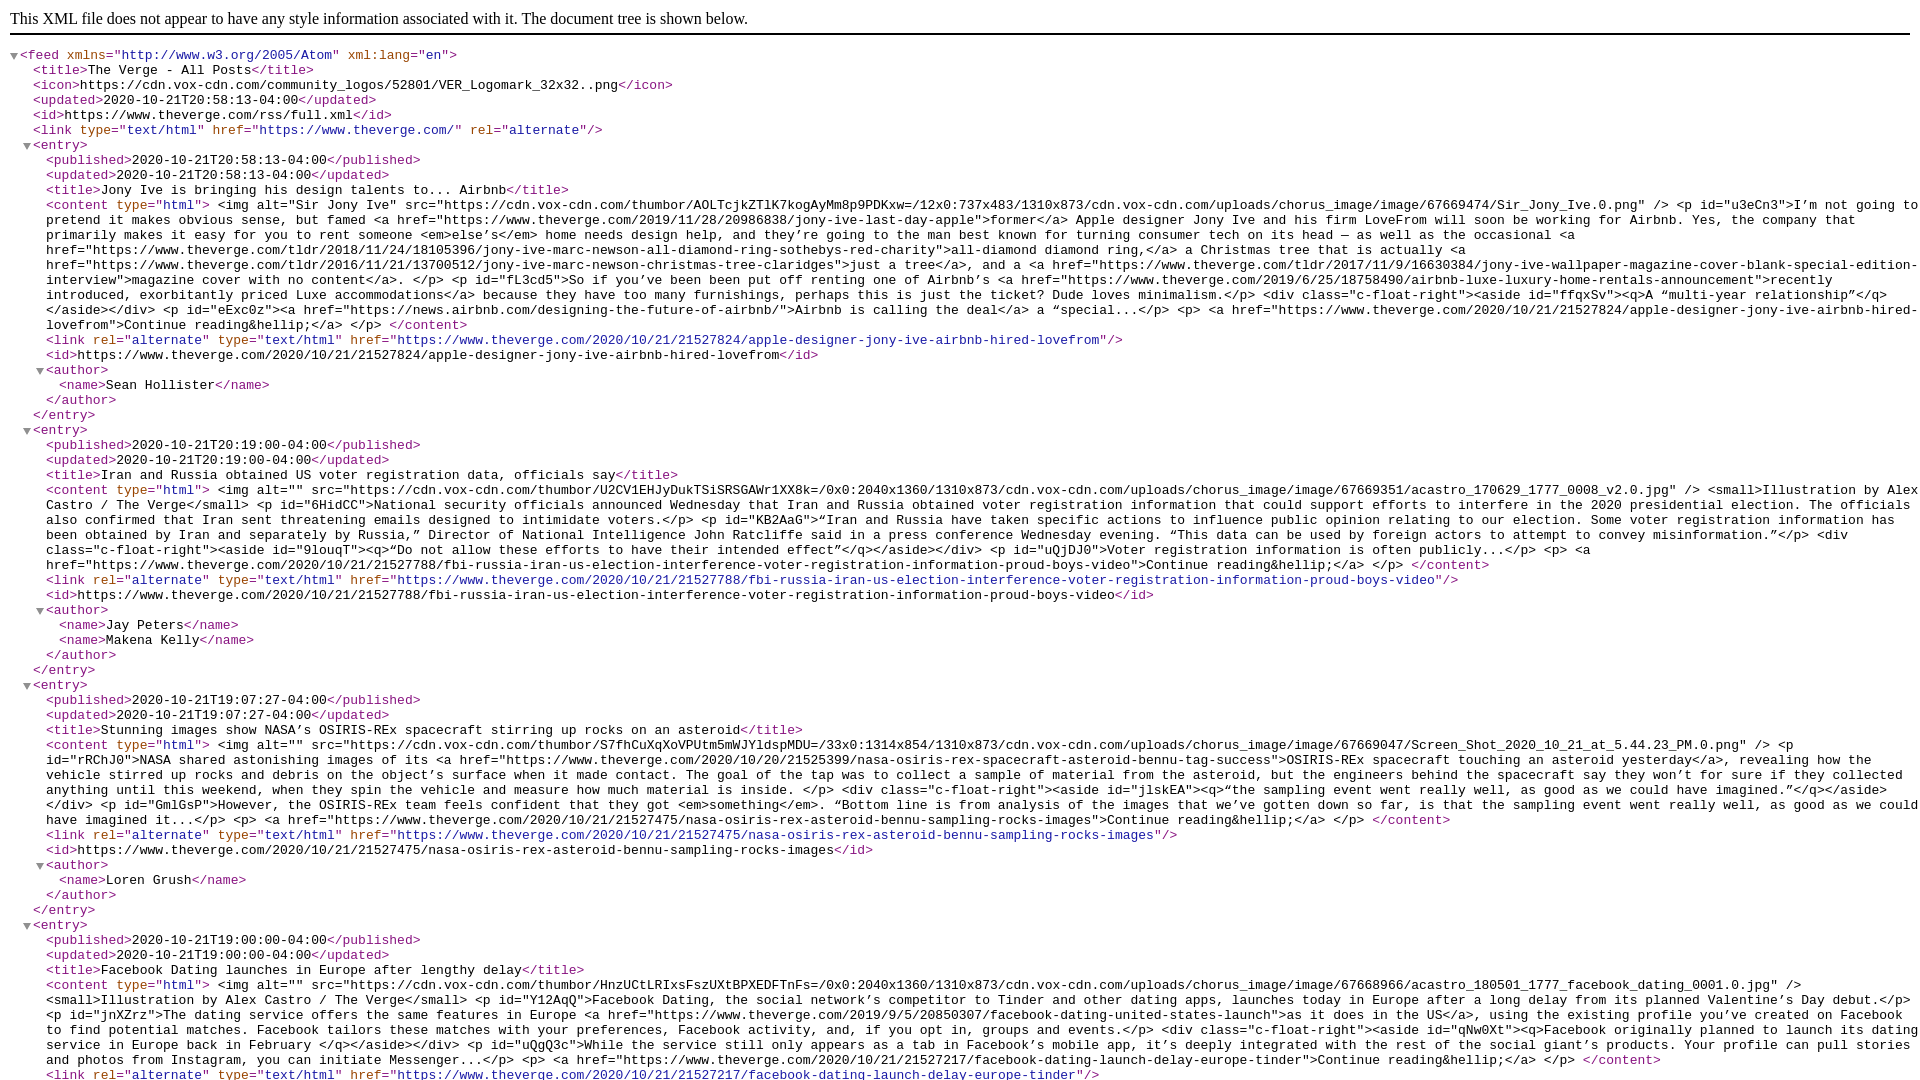 This XML file does not appear to have any style information associated with it. The document tree is shown below.
▼<feed xmlns="http://www.w3.org/2005/Atom" xml:lang="en">
<title>The Verge - All Posts</title>
<icon>https://cdn.vox-cdn.com/community_logos/52801/VER_Logomark_32x32..png</icon>
<updated>2020-10-21T20:58:13-04:00</updated>
<id>https://www.theverge.com/rss/full.xml</id>
<link type="text/html" href="https://www.theverge.com/" rel="alternate"/>
▼<entry>
<published>2020-10-21T20:58:13-04:00</published>
<updated>2020-10-21T20:58:13-04:00</updated>
<title>Jony Ive is bringing his design talents to... Airbnb</title>
<content type="html"> <img alt="Sir Jony Ive" src="https://cdn.vox-cdn.com/thumbor/AOLTcjkZTlK7kogAyMm8p9PDKxw=/12x0:737x483/1310x873/cdn.vox-cdn.com/uploads/chorus_image/image/67669474/Sir_Jony_Ive.0.png" /> <p id="u3eCn3">I’m not going to
pretend it makes obvious sense, but famed <a href="https://www.theverge.com/2019/11/28/20986838/jony-ive-last-day-apple">former</a> Apple designer Jony Ive and his firm LoveFrom will soon be working for Airbnb. Yes, the company that
primarily makes it easy for you to rent someone <em>else’s</em> home needs design help, and they’re going to the man best known for turning consumer tech on its head — as well as the occasional <a
href="https://www.theverge.com/tldr/2018/11/24/18105396/jony-ive-marc-newson-all-diamond-ring-sothebys-red-charity">all-diamond diamond ring,</a> a Christmas tree that is actually <a
href="https://www.theverge.com/tldr/2016/11/21/13700512/jony-ive-marc-newson-christmas-tree-claridges">just a tree</a>, and a <a href="https://www.theverge.com/tldr/2017/11/9/16630384/jony-ive-wallpaper-magazine-cover-blank-special-edition-
interview">magazine cover with no content</a>. </p> <p id="fL3cd5">So if you’ve been been put off renting one of Airbnb’s <a href="https://www.theverge.com/2019/6/25/18758490/airbnb-luxe-luxury-home-rentals-announcement">recently
introduced, exorbitantly priced Luxe accommodations</a> because they have too many furnishings, perhaps this is just the ticket? Dude loves minimalism.</p> <div class="c-float-right"><aside id="ffqxSv"><q>A “multi-year relationship”</q>
</aside></div> <p id="eExc0z"><a href="https://news.airbnb.com/designing-the-future-of-airbnb/">Airbnb is calling the deal</a> a “special...</p> <p> <a href="https://www.theverge.com/2020/10/21/21527824/apple-designer-jony-ive-airbnb-hired-
lovefrom">Continue reading&hellip;</a> </p> </content>
<link rel="alternate" type="text/html" href="https://www.theverge.com/2020/10/21/21527824/apple-designer-jony-ive-airbnb-hired-lovefrom"/>
<id>https://www.theverge.com/2020/10/21/21527824/apple-designer-jony-ive-airbnb-hired-lovefrom</id>
▼<author>
<name>Sean Hollister</name>
</author>
</entry>
▼<entry>
<published>2020-10-21T20:19:00-04:00</published>
<updated>2020-10-21T20:19:00-04:00</updated>
<title>Iran and Russia obtained US voter registration data, officials say</title>
<content type="html"> <img alt="" src="https://cdn.vox-cdn.com/thumbor/U2CV1EHJyDukTSiSRSGAWr1XX8k=/0x0:2040x1360/1310x873/cdn.vox-cdn.com/uploads/chorus_image/image/67669351/acastro_170629_1777_0008_v2.0.jpg" /> <small>Illustration by Alex
Castro / The Verge</small> <p id="6HidCC">National security officials announced Wednesday that Iran and Russia obtained voter registration information that could support efforts to interfere in the 2020 presidential election. The officials
also confirmed that Iran sent threatening emails designed to intimidate voters.</p> <p id="KB2AaG">“Iran and Russia have taken specific actions to influence public opinion relating to our election. Some voter registration information has
been obtained by Iran and separately by Russia,” Director of National Intelligence John Ratcliffe said in a press conference Wednesday evening. “This data can be used by foreign actors to attempt to convey misinformation.”</p> <div
class="c-float-right"><aside id="9louqT"><q>“Do not allow these efforts to have their intended effect”</q></aside></div> <p id="uQjDJ0">Voter registration information is often publicly...</p> <p> <a
href="https://www.theverge.com/2020/10/21/21527788/fbi-russia-iran-us-election-interference-voter-registration-information-proud-boys-video">Continue reading&hellip;</a> </p> </content>
<link rel="alternate" type="text/html" href="https://www.theverge.com/2020/10/21/21527788/fbi-russia-iran-us-election-interference-voter-registration-information-proud-boys-video"/>
<id>https://www.theverge.com/2020/10/21/21527788/fbi-russia-iran-us-election-interference-voter-registration-information-proud-boys-video</id>
▼<author>
<name>Jay Peters</name>
<name>Makena Kelly</name>
</author>
</entry>
▼<entry>
<published>2020-10-21T19:07:27-04:00</published>
<updated>2020-10-21T19:07:27-04:00</updated>
<title>Stunning images show NASA’s OSIRIS-REx spacecraft stirring up rocks on an asteroid</title>
<content type="html"> <img alt="" src="https://cdn.vox-cdn.com/thumbor/S7fhCuXqXoVPUtm5mWJYldspMDU=/33x0:1314x854/1310x873/cdn.vox-cdn.com/uploads/chorus_image/image/67669047/Screen_Shot_2020_10_21_at_5.44.23_PM.0.png" /> <p
id="rRChJ0">NASA shared astonishing images of its <a href="https://www.theverge.com/2020/10/20/21525399/nasa-osiris-rex-spacecraft-asteroid-bennu-tag-success">OSIRIS-REx spacecraft touching an asteroid yesterday</a>, revealing how the
vehicle stirred up rocks and debris on the object’s surface when it made contact. The goal of the tap was to collect a sample of material from the asteroid, but the engineers behind the spacecraft say they won’t for sure if they collected
anything until this weekend, when they spin the vehicle and measure how much material is inside. </p> <div class="c-float-right"><aside id="jlskEA"><q>“the sampling event went really well, as good as we could have imagined.”</q></aside>
</div> <p id="GmlGsP">However, the OSIRIS-REx team feels confident that they got <em>something</em>. “Bottom line is from analysis of the images that we’ve gotten down so far, is that the sampling event went really well, as good as we could
have imagined it...</p> <p> <a href="https://www.theverge.com/2020/10/21/21527475/nasa-osiris-rex-asteroid-bennu-sampling-rocks-images">Continue reading&hellip;</a> </p> </content>
<link rel="alternate" type="text/html" href="https://www.theverge.com/2020/10/21/21527475/nasa-osiris-rex-asteroid-bennu-sampling-rocks-images"/>
<id>https://www.theverge.com/2020/10/21/21527475/nasa-osiris-rex-asteroid-bennu-sampling-rocks-images</id>
▼<author>
<name>Loren Grush</name>
</author>
</entry>
▼<entry>
<published>2020-10-21T19:00:00-04:00</published>
<updated>2020-10-21T19:00:00-04:00</updated>
<title>Facebook Dating launches in Europe after lengthy delay</title>
<content type="html"> <img alt="" src="https://cdn.vox-cdn.com/thumbor/HnzUCtLRIxsFszUXtBPXEDFTnFs=/0x0:2040x1360/1310x873/cdn.vox-cdn.com/uploads/chorus_image/image/67668966/acastro_180501_1777_facebook_dating_0001.0.jpg" />
<small>Illustration by Alex Castro / The Verge</small> <p id="Y12AqQ">Facebook Dating, the social network’s competitor to Tinder and other dating apps, launches today in Europe after a long delay from its planned Valentine’s Day debut.</p>
<p id="jnXZrz">The dating service offers the same features in Europe <a href="https://www.theverge.com/2019/9/5/20850307/facebook-dating-united-states-launch">as it does in the US</a>, using the existing profile you’ve created on Facebook
to find potential matches. Facebook tailors these matches with your preferences, Facebook activity, and, if you opt in, groups and events.</p> <div class="c-float-right"><aside id="qNw0Xt"><q>Facebook originally planned to launch its dating
service in Europe back in February </q></aside></div> <p id="uQgQ3c">While the service still only appears as a tab in Facebook’s mobile app, it’s deeply integrated with the rest of the social giant’s products. Your profile can pull stories
and photos from Instagram, you can initiate Messenger...</p> <p> <a href="https://www.theverge.com/2020/10/21/21527217/facebook-dating-launch-delay-europe-tinder">Continue reading&hellip;</a> </p> </content>
<link rel="alternate" type="text/html" href="https://www.theverge.com/2020/10/21/21527217/facebook-dating-launch-delay-europe-tinder"/>